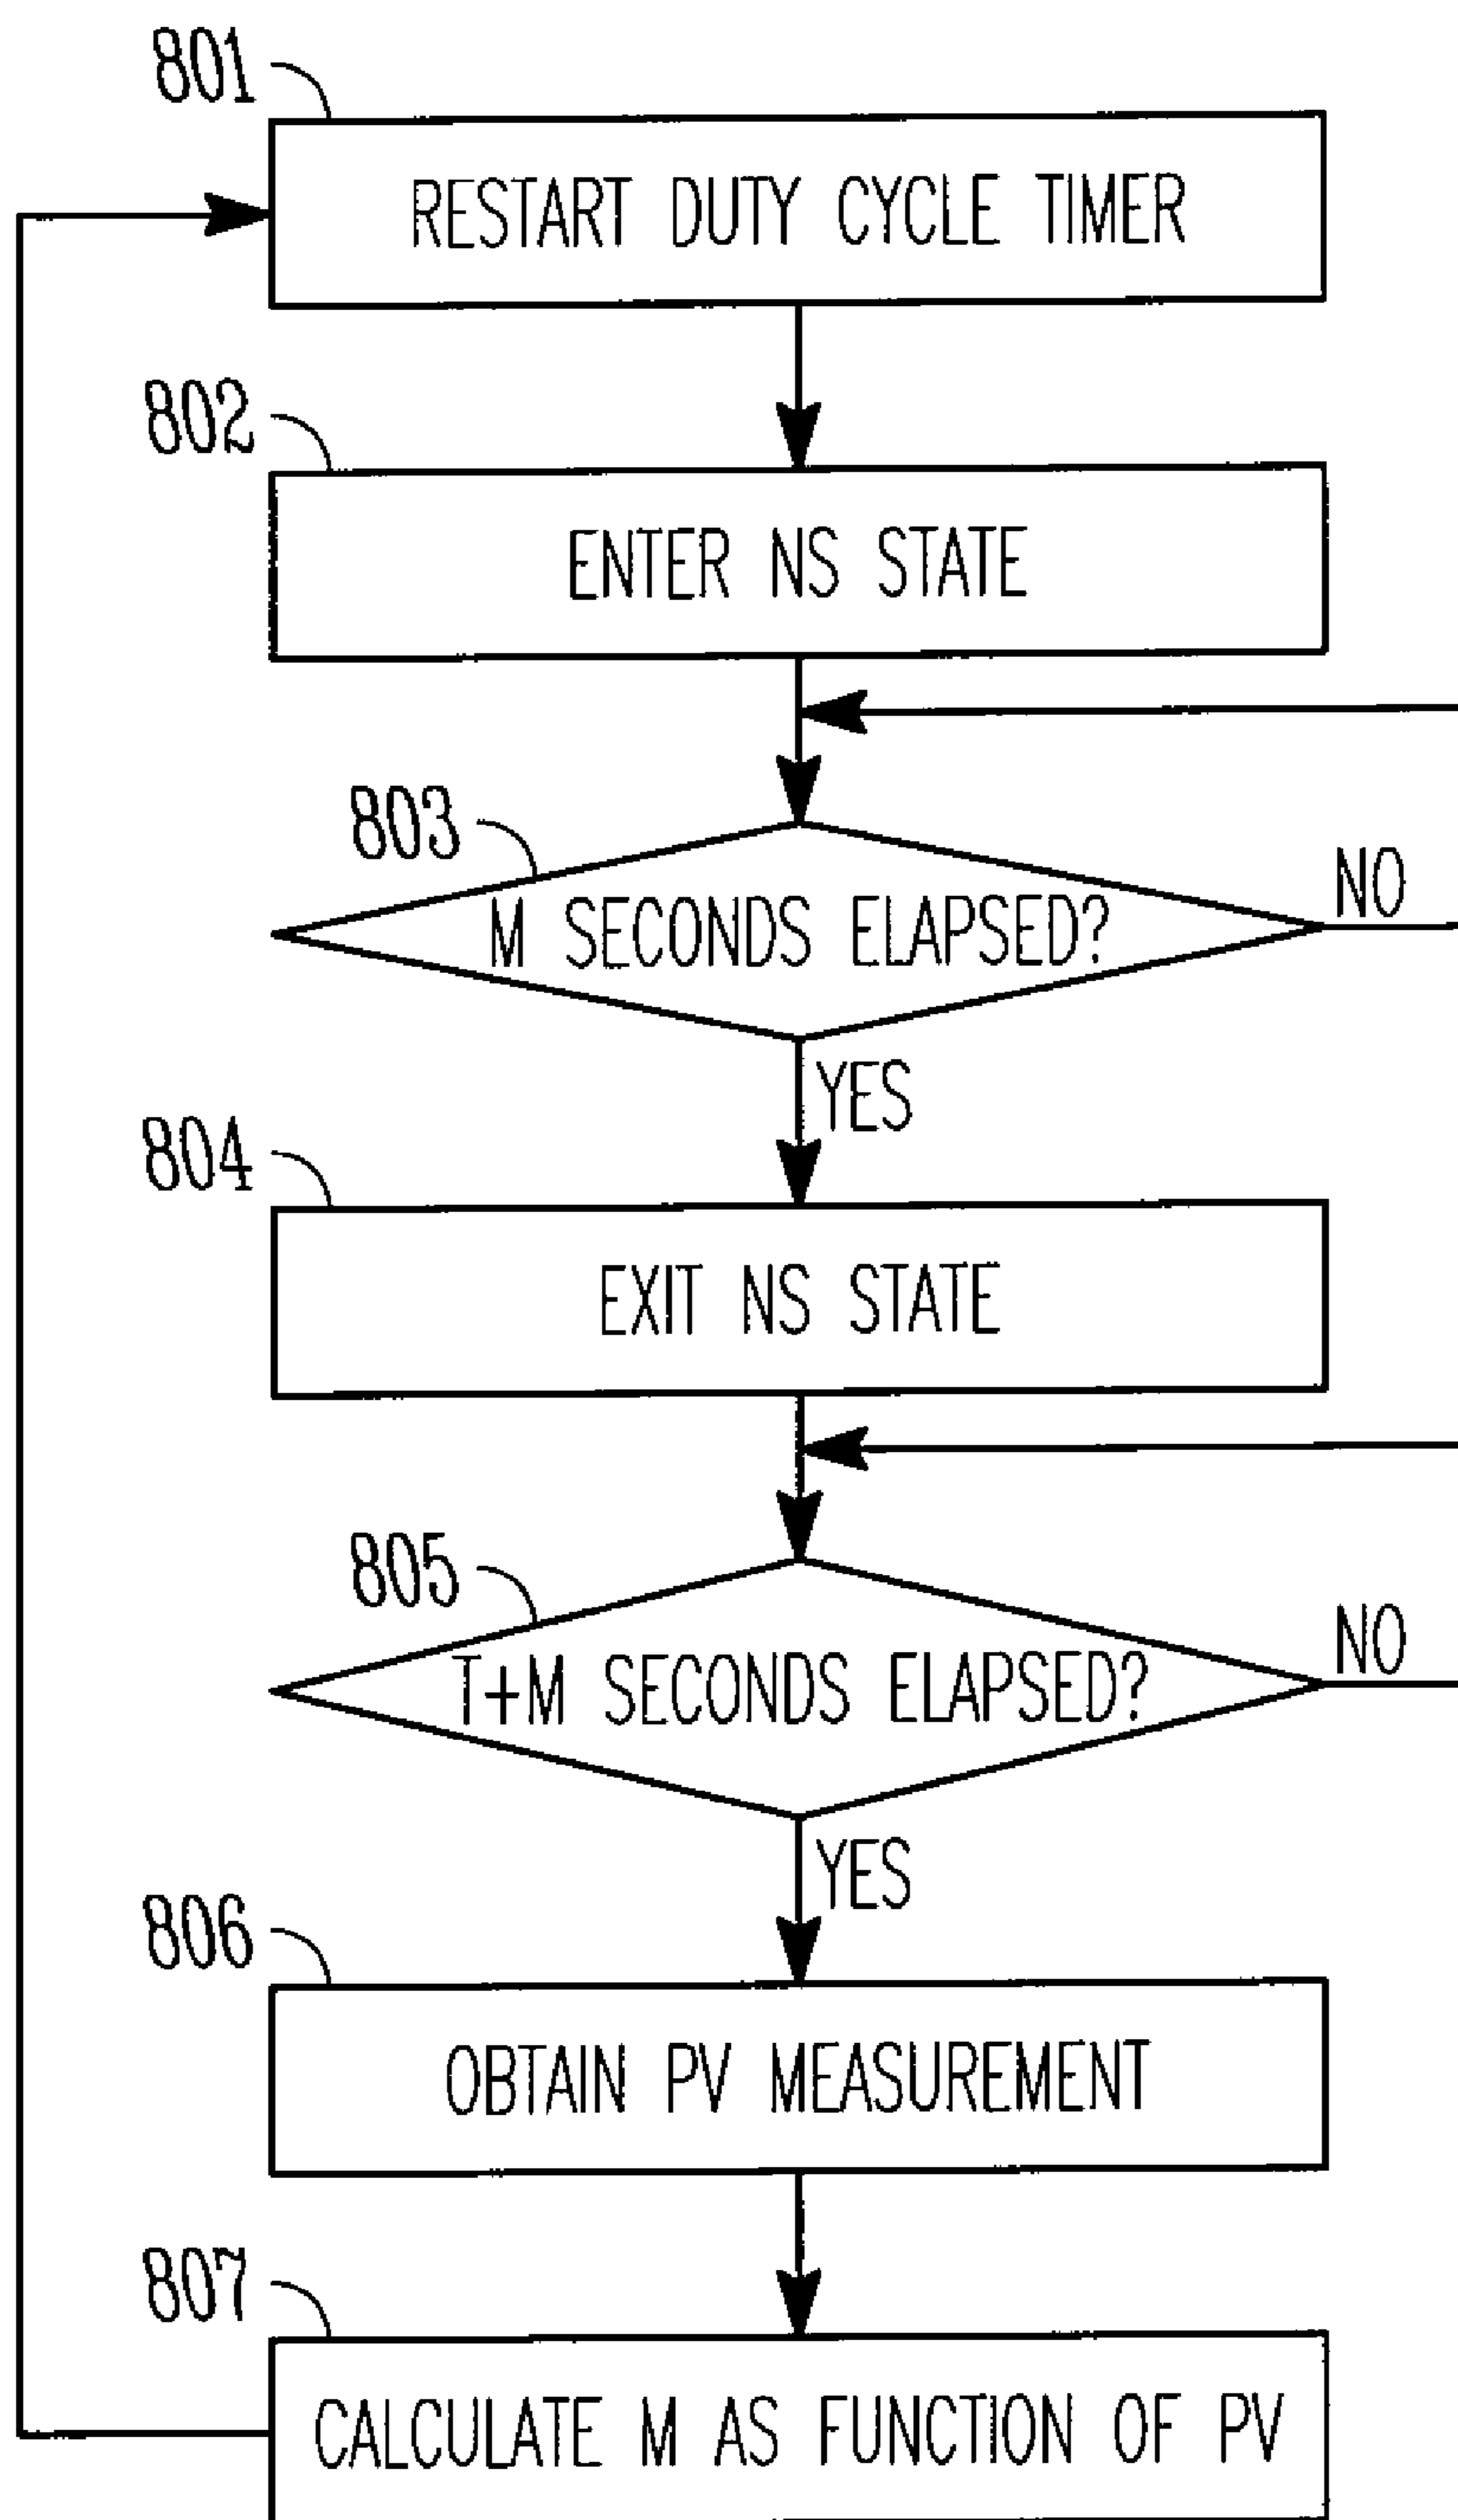 801
RESTART DUTY CYCLE TIMER
802
ENTER NS STATE
803
M SECONDS ELAPSED?
NO
YES
804
EXIT NS STATE
805
T+M SECONDS ELAPSED?
NO
YES
806
OBTAIN PV MEASUREMENT
807
CALCULATE M AS FUNCTION OF PV